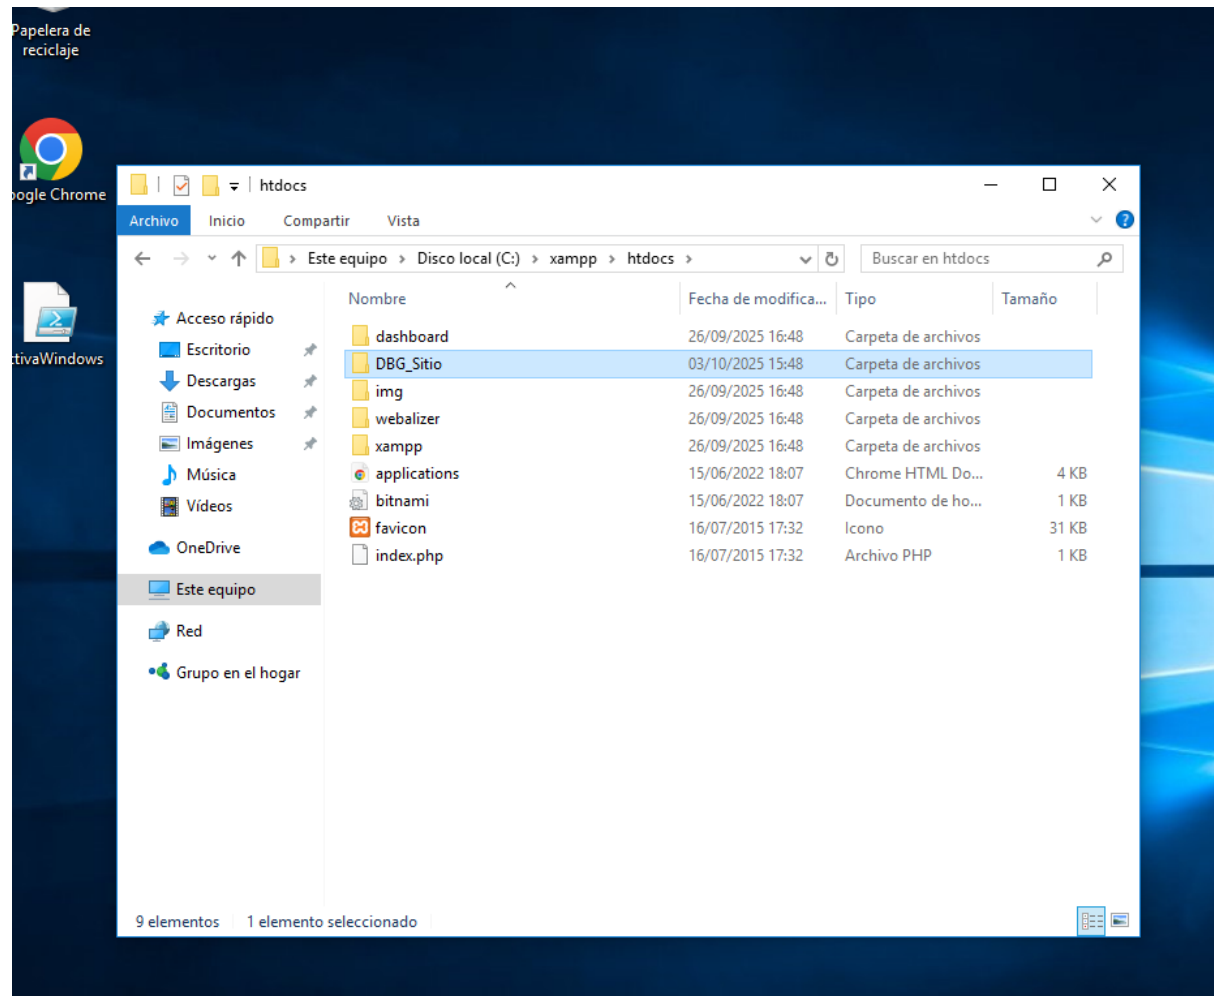 Papelera de
reciclaje
oogle Chrome
ctivaWindows
htdocs
Archivo Inicio Compartir Vista
Este equipo Disco local (C:) xampp htdocs
Buscar en htdocs
Acceso rápido
Escritorio
Descargas
Documentos
Imágenes
Música
Vídeos
OneDrive
Este equipo
Red
Grupo en el hogar
Nombre Fecha de modifica... Tipo Tamaño
dashboard 26/09/2025 16:48 Carpeta de archivos
DBG_Sitio 03/10/2025 15:48 Carpeta de archivos
img 26/09/2025 16:48 Carpeta de archivos
webalizer 26/09/2025 16:48 Carpeta de archivos
xampp 26/09/2025 16:48 Carpeta de archivos
applications 15/06/2022 18:07 Chrome HTML Do... 4 KB
bitnami 15/06/2022 18:07 Documento de ho... 1 KB
favicon 16/07/2015 17:32 Icono 31 KB
index.php 16/07/2015 17:32 Archivo PHP 1 KB
9 elementos 1 elemento seleccionado